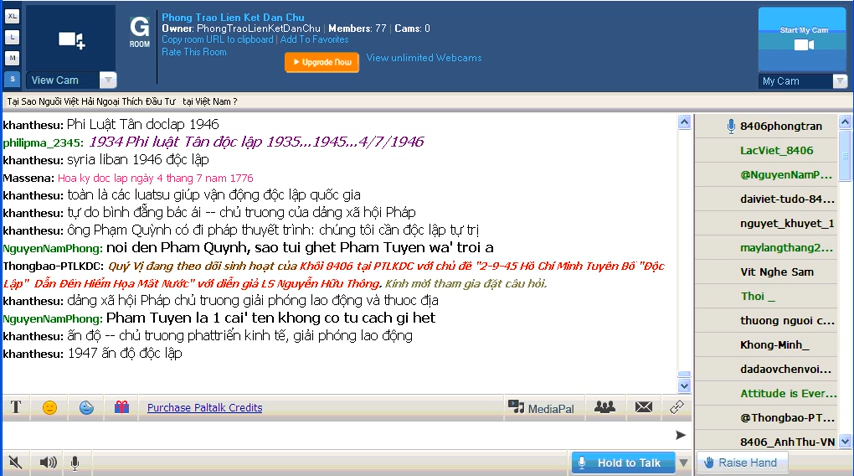 XL
L
M
S
View Cam
G
ROOM
Phong Trao Lien Ket Dan Chu
Owner: PhongTraoLienKetDanChu | Members: 77 | Cams: 0
Copy room URL to clipboard | Add To Favorites
Rate This Room
Upgrade Now
View unlimited Webcams
Start My Cam
My Cam
Tại Sao Người Việt Hải Ngoại Thích Đầu Tư tại Việt Nam ?
khanthesu: Phi Luật Tân doclap 1946
philipma_2345: 1934 Phi luật Tân độc lập 1935...1945...4/7/1946
khanthesu: syria liban 1946 độc lập
Massena: Hoa ky doc lap ngày 4 thang 7 nam 1776
khanthesu: toàn là các luatsu giúp vận động độc lập quốc gia
khanthesu: tự do bình đẳng bác ái -- chủ truong của dảng xã hội Pháp
khanthesu: ông Phạm Quỳnh có đi pháp thuyết trình: chúng tôi cần độc lập tự trị
NguyenNamPhong: noi den Pham Quynh, sao tui ghet Pham Tuyen wa' troi a
Thongbao-PTLKDC: Quý Vị đang theo dõi sinh hoạt của Khối 8406 tại PTLKDC với chủ đề "2-9-45 Hồ Chí Minh Tuyên Bố "Độc
Lập" Dẫn Đến Hiểm Họa Mất Nước" với diễn giả LS Nguyễn Hữu Thống. Kính mời tham gia đặt câu hỏi.
khanthesu: dảng xã hội Pháp chủ truong giải phóng lao động và thuoc địa
NguyenNamPhong: Pham Tuyen la 1 cai' ten khong co tu cach gi het
khanthesu: ấn độ -- chủ truong phattriển kinh tế, giải phóng lao động
khanthesu: 1947 ấn độ độc lập
8406phongtran
LacViet_8406
@NguyenNamP...
daiviet-tudo-84...
nguyet_khuyet_1
maylangthang2...
Vit Nghe Sam
Thoi _
thuong nguoi c...
Khong-Minh_
dadaovchenvoi...
Attitude is Ever...
@Thongbao-PT...
8406_AnhThu-VN
T
Purchase Paltalk Credits
MediaPal
Hold to Talk
Raise Hand